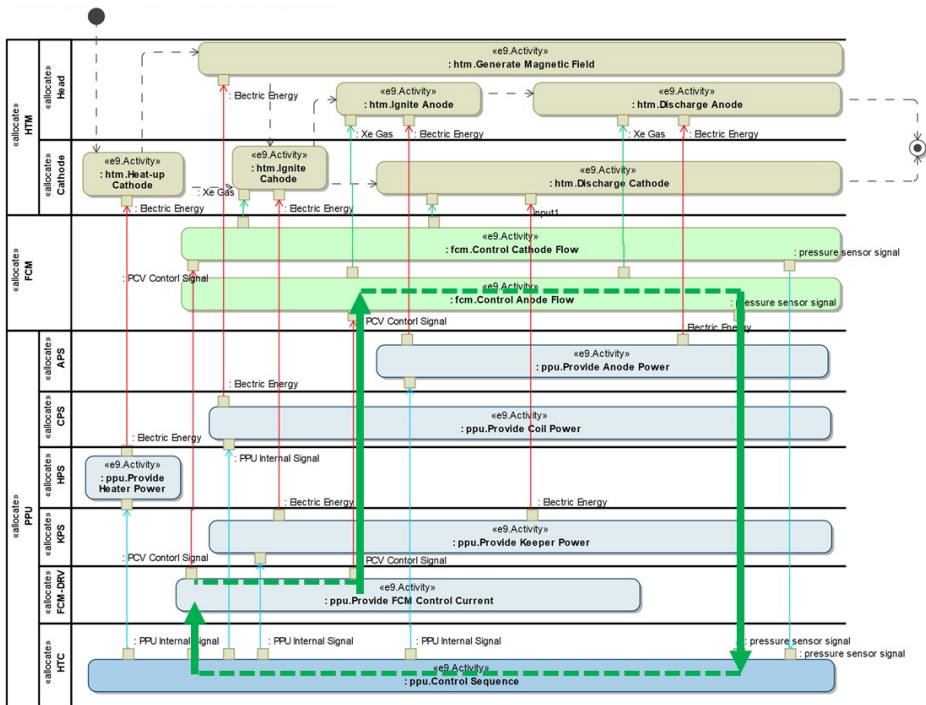 «e9.Activity»
: htm.Generate Magnetic Field
: Electric Energy
«e9.Activity»
: htm.Ignite Anode
«e9.Activity»
: htm.Discharge Anode
: Xe Gas
: Electric Energy
: Xe Gas
: Electric Energy
«allocate»
HTM
«allocate»
Head
«allocate»
Cathode
«e9.Activity»
: htm.Heat-up
Cathode
«e9.Activity»
: htm.Ignite
Cahode
«e9.Activity»
: htm.Discharge Cathode
: Xe Gas
: Electric Energy
: Electric Energy
input1
«allocate»
FCM
«e9.Activity»
: fcm.Control Cathode Flow
: pressure sensor signal
: PCV Contorl Signal
«e9.Activity»
: fcm.Control Anode Flow
: pressure sensor signal
PCV Contorl Signal
Electric Energy
«allocate»
PPU
«allocate»
APS
«e9.Activity»
: ppu.Provide Anode Power
: Electric Energy
«allocate»
CPS
«e9.Activity»
: ppu.Provide Coil Power
: Electric Energy
: PPU Internal Signal
«allocate»
HPS
«e9.Activity»
: ppu.Provide
Heater Power
«allocate»
KPS
: Electric Energy
: Electric Energy
«e9.Activity»
: ppu.Provide Keeper Power
: PCV Contorl Signal
: PCV Contorl Signal
«allocate»
FCM-DRV
«e9.Activity»
: ppu.Provide FCM Control Current
«allocate»
HTC
: PPU Internal Signal
: PPU Internal Signal
: PPU Internal Signal
: pressure sensor signal
: pressure sensor signal
«e9.Activity»
: ppu.Control Sequence